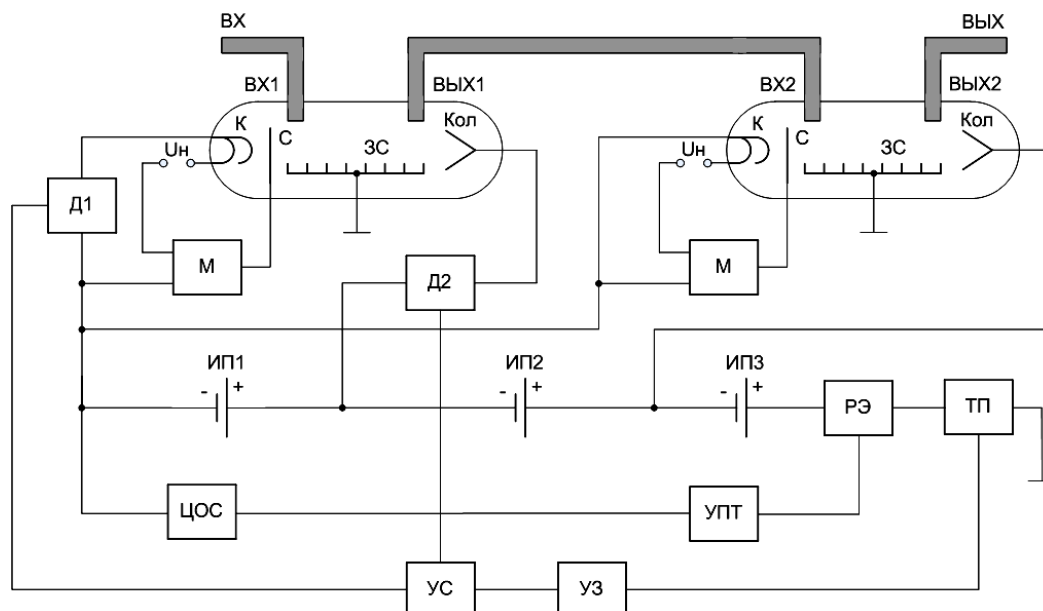 ВХ
ВЫХ
ВХ1
ВЫХ1
ВХ2
ВЫХ2
К
С
ЗС
Кол
Uн
К
С
ЗС
Кол
Uн
Д1
М
Д2
М
ИП1
- +
ИП2
- +
ИП3
- +
РЭ
ТП
ЦОС
УПТ
УС
УЗ